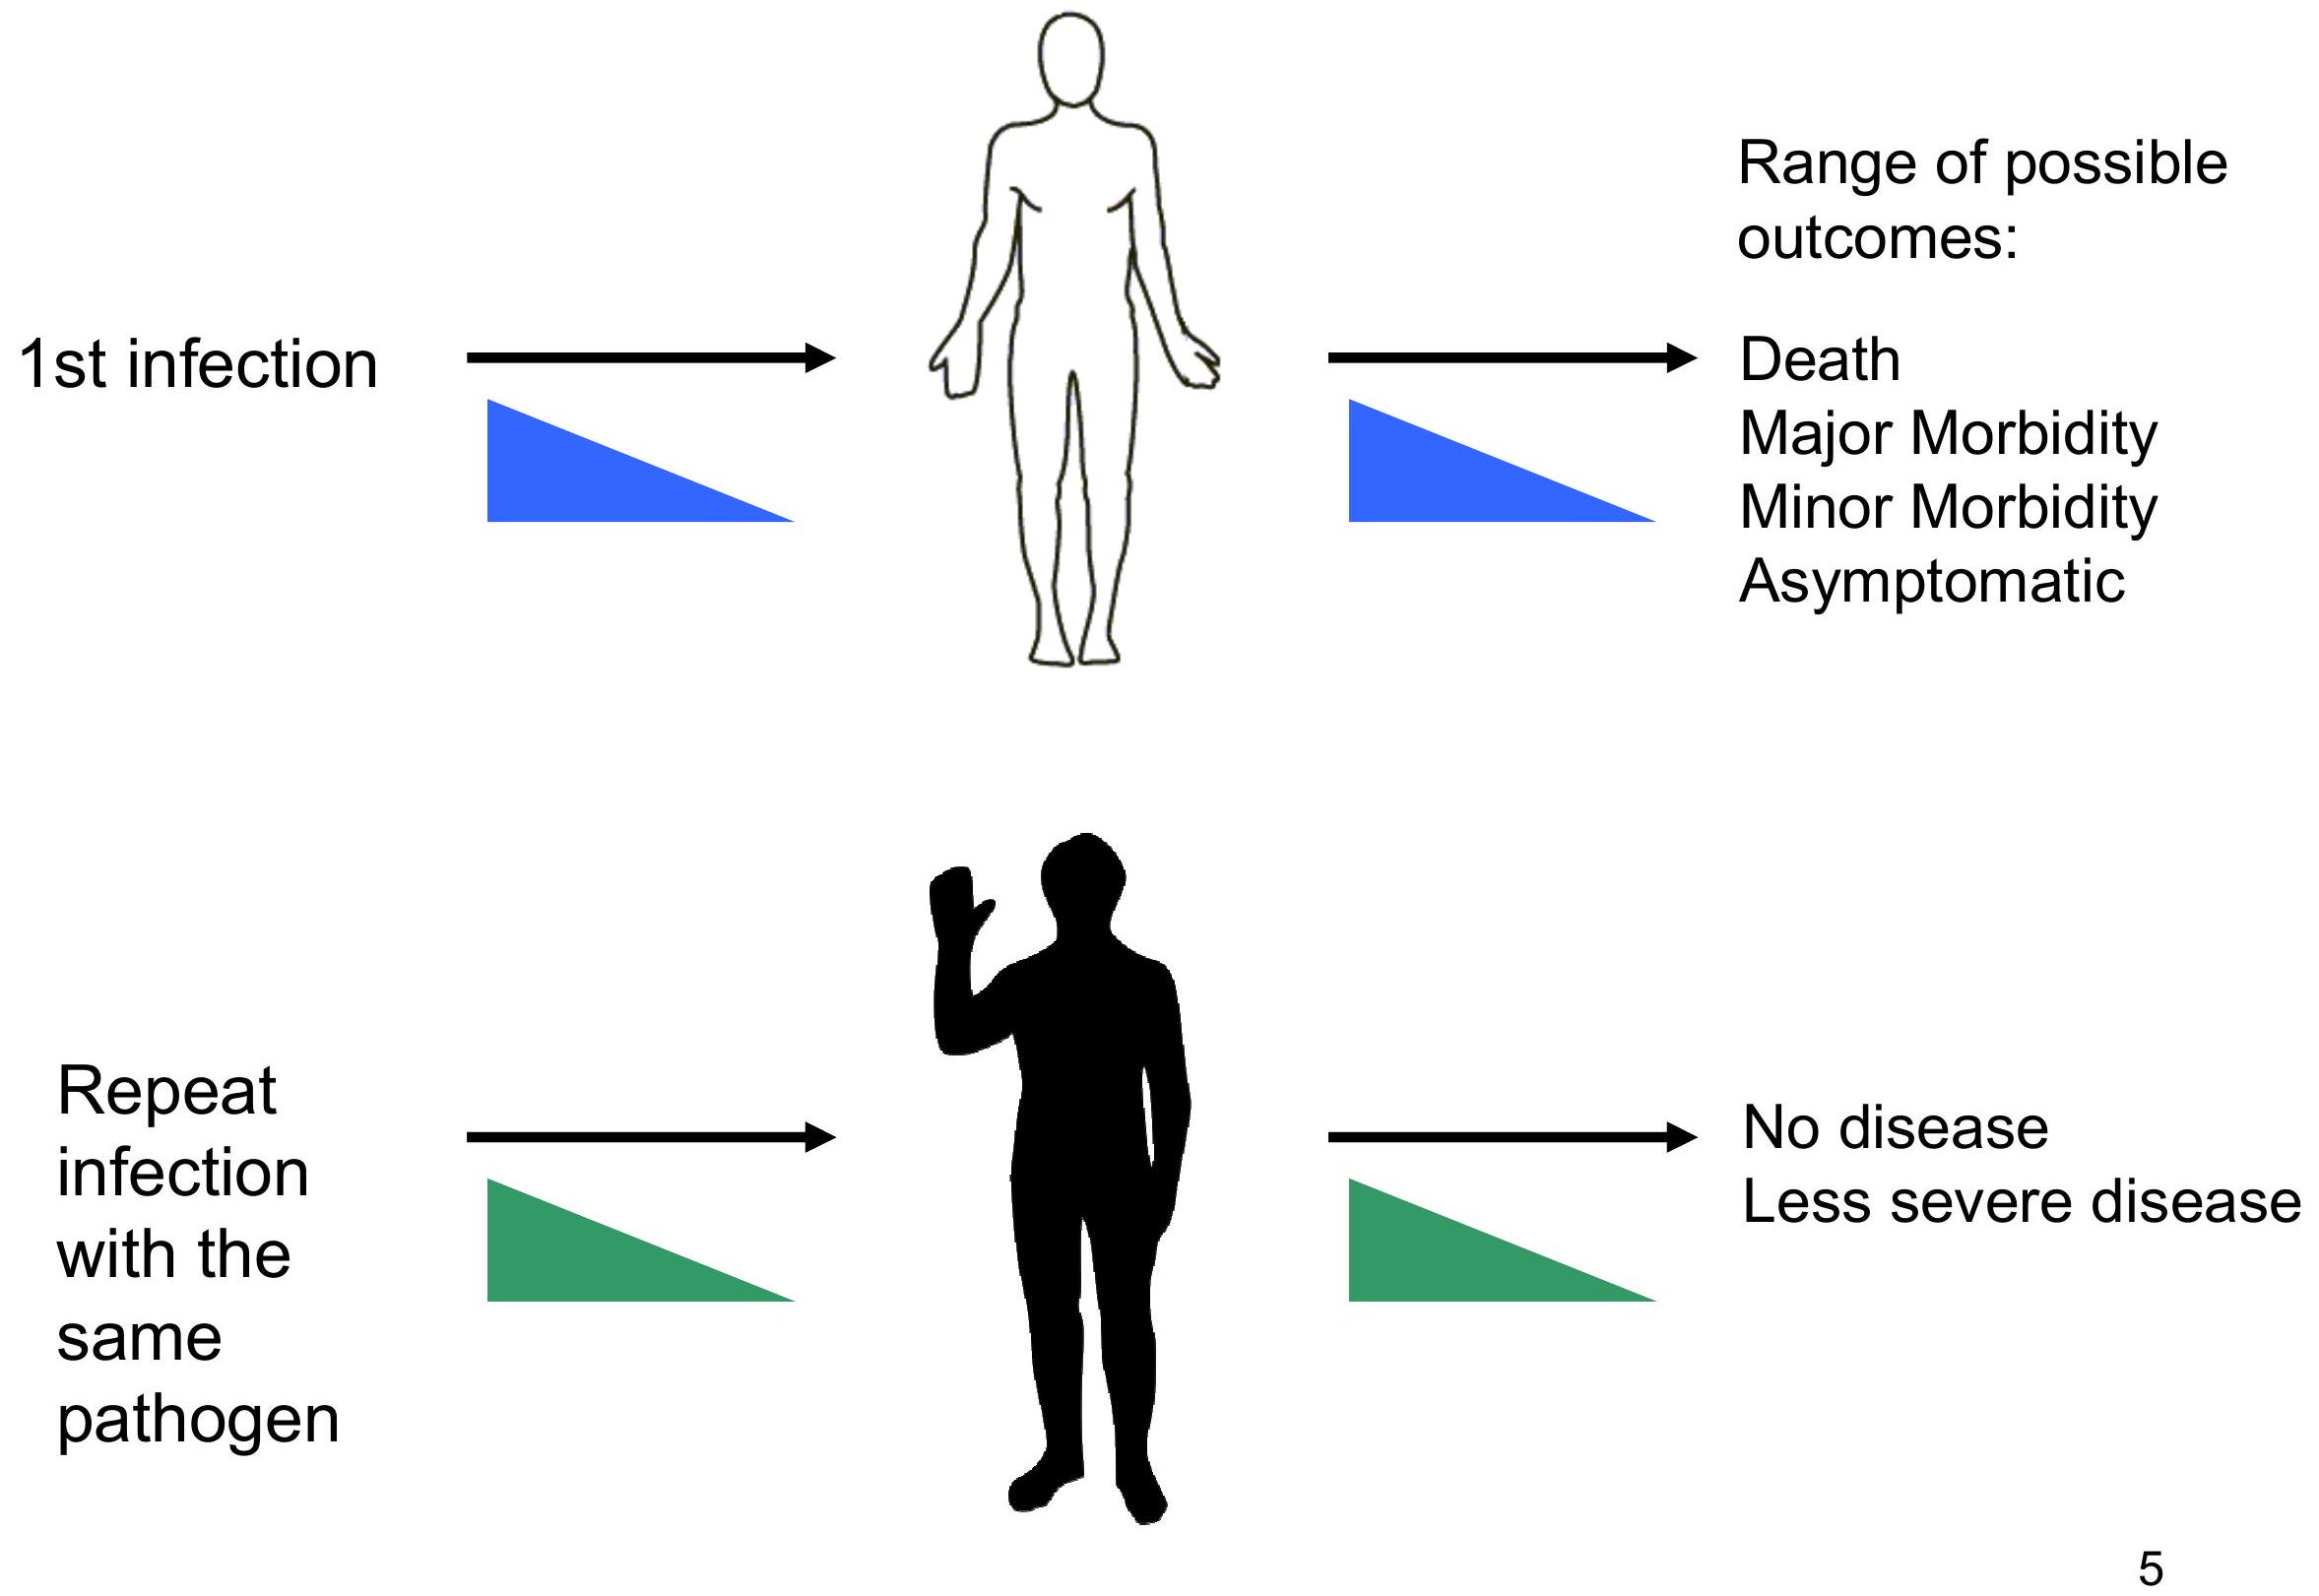 Range of possible
outcomes:
1st infection
Death
Major Morbidity
Minor Morbidity
Asymptomatic
Repeat
infection
with the
same
pathogen
No disease
Less severe disease
5